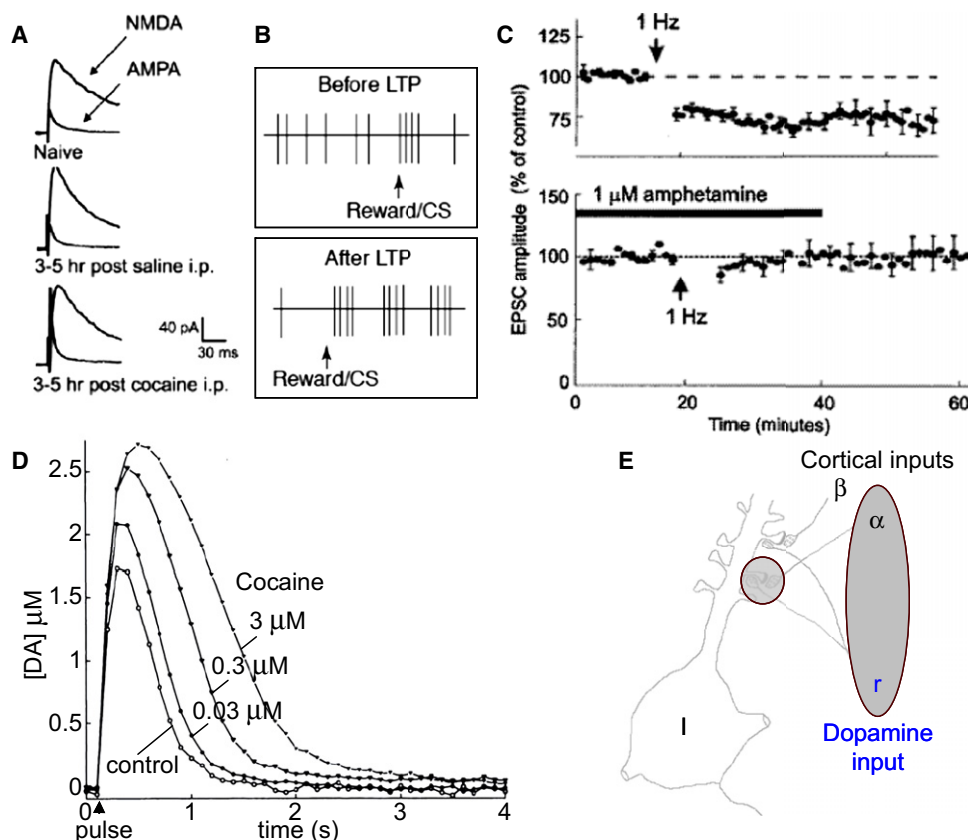 A
NMDA
AMPA
Naive
3-5 hr post saline i.p.
40 pA
30 ms
3-5 hr post cocaine i.p.
B
Before LTP
Reward/CS
After LTP
Reward/CS
C
1 Hz
125
100
75
EPSC amplitude (% of control)
1 μM amphetamine
150
100
50
0
1 Hz
0
20
40
60
Time (minutes)
D
[DA] μM
2.5
2
1.5
1
0.5
0
Cocaine
3 μM
0.3 μM
0.03 μM
control
0
1
2
3
4
pulse
time (s)
E
Cortical inputs
β
α
r
I
Dopamine
input